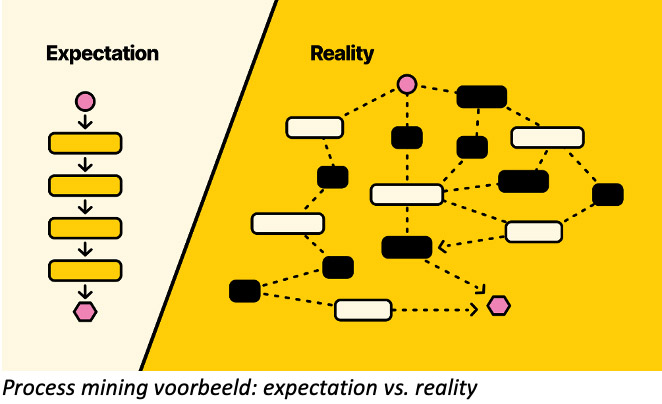 Expectation
Reality
Process mining voorbeeld: expectation vs. reality